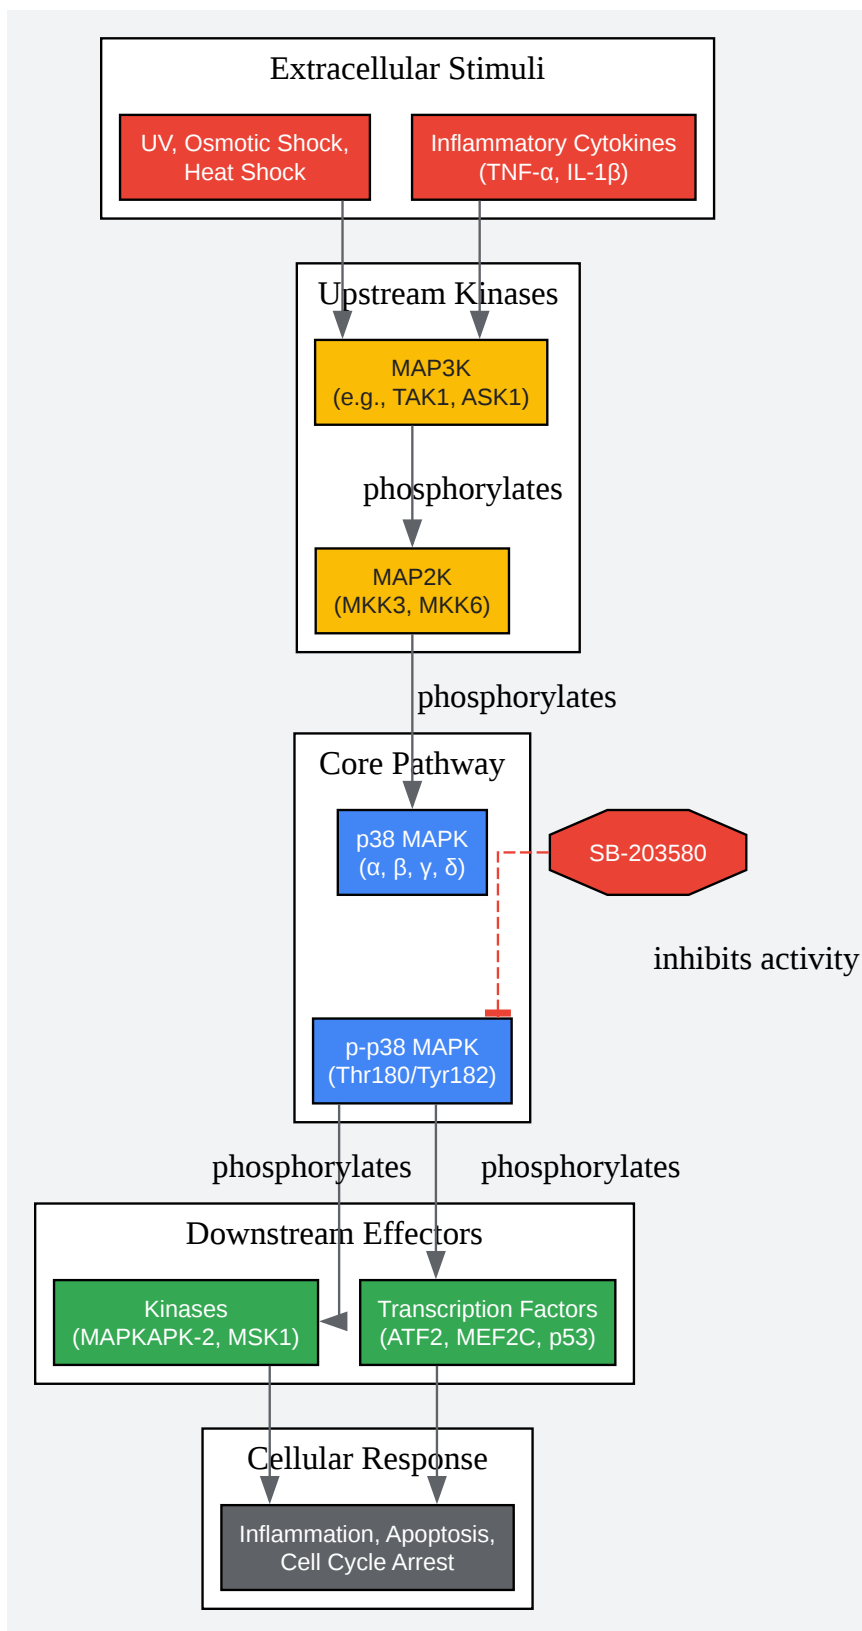 Extracellular Stimuli
UV, Osmotic Shock,
Heat Shock
Inflammatory Cytokines
(TNF-α, IL-1β)
Upstream Kinases
MAP3K
(e.g., TAK1, ASK1)
phosphorylates
MAP2K
(MKK3, MKK6)
phosphorylates
Core Pathway
p38 MAPK
(α, β, γ, δ)
SB-203580
inhibits activity
p-p38 MAPK
(Thr180/Tyr182)
phosphorylates
phosphorylates
Downstream Effectors
Kinases
(MAPKAPK-2, MSK1)
Transcription Factors
(ATF2, MEF2C, p53)
Cellular Response
Inflammation, Apoptosis,
Cell Cycle Arrest